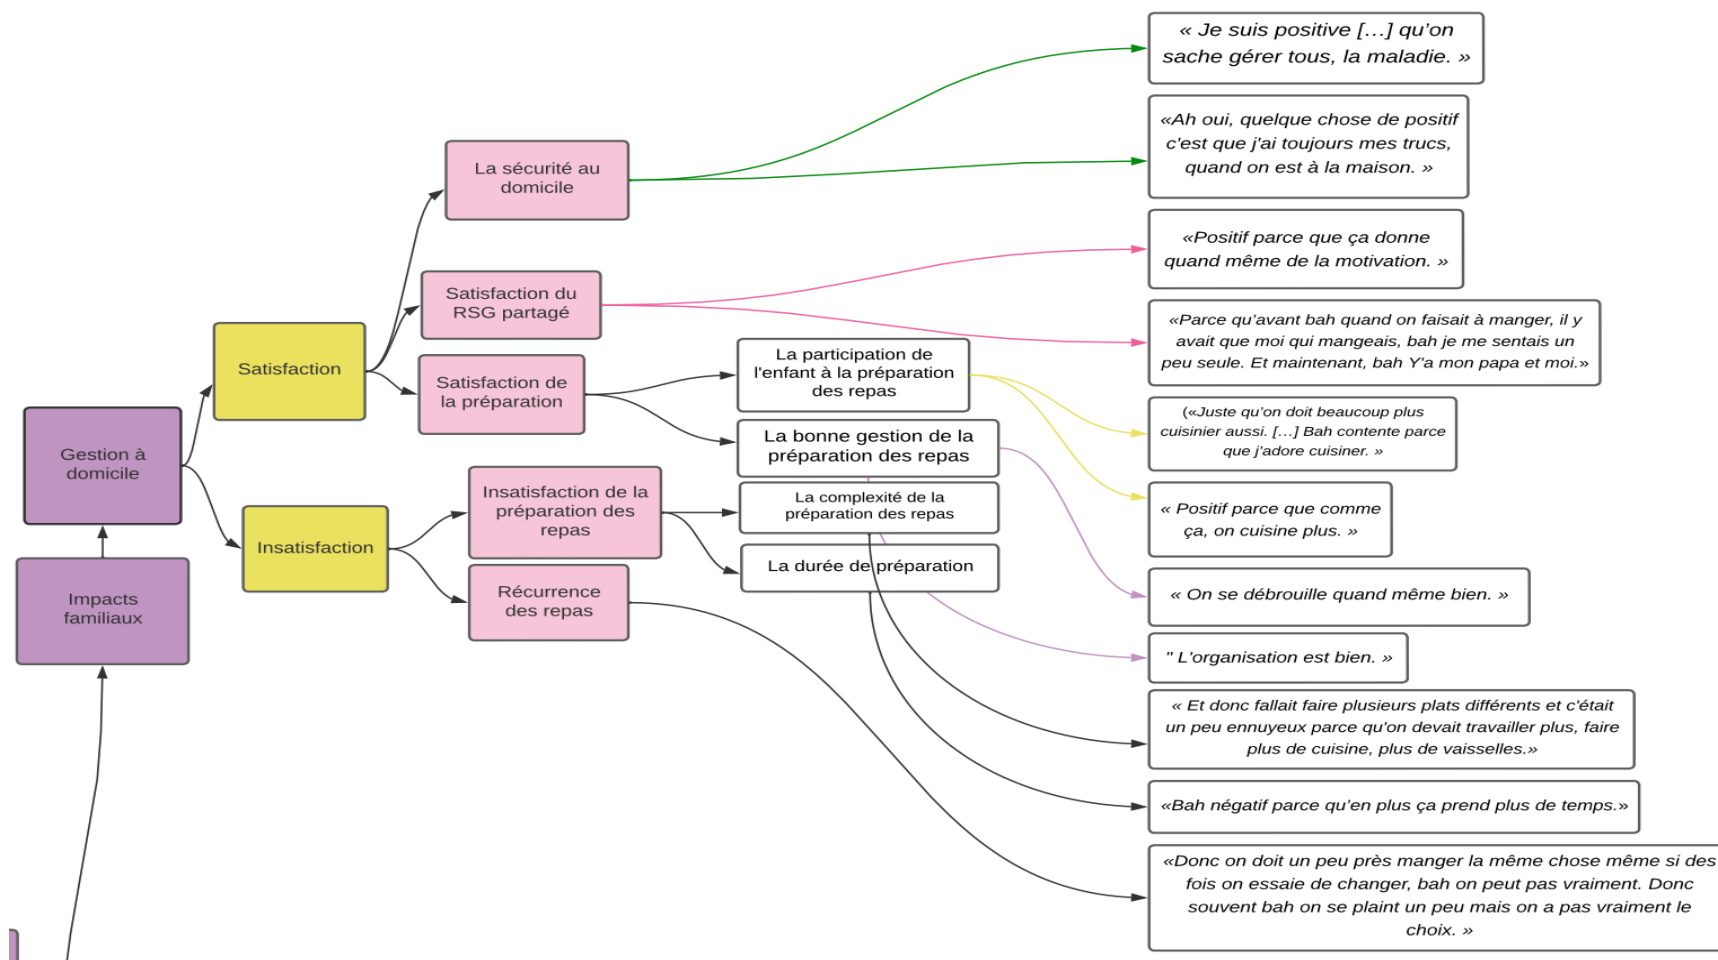 « Je suis positive […] qu'on
sache gérer tous, la maladie. »
«Ah oui, quelque chose de positif
c'est que j'ai toujours mes trucs,
quand on est à la maison. »
La sécurité au
domicile
«Positif parce que ça donne
quand même de la motivation. »
Satisfaction du
RSG partagé
«Parce qu'avant bah quand on faisait à manger, il y
avait que moi qui mangeais, bah je me sentais un
peu seule. Et maintenant, bah Y'a mon papa et moi.»
Satisfaction
Satisfaction de
la préparation
La participation de
l'enfant à la préparation
des repas
(«Juste qu'on doit beaucoup plus
cuisinier aussi. […] Bah contente parce
que j'adore cuisiner. »
La bonne gestion de la
préparation des repas
Gestion à
domicile
Insatisfaction de la
préparation des
repas
La complexité de la
préparation des repas
« Positif parce que comme
ça, on cuisine plus. »
Insatisfaction
La durée de préparation
Récurrence
des repas
« On se débrouille quand même bien. »
Impacts
familiaux
" L'organisation est bien. »
« Et donc fallait faire plusieurs plats différents et c'était
un peu ennuyeux parce qu'on devait travailler plus, faire
plus de cuisine, plus de vaisselles.»
«Bah négatif parce qu'en plus ça prend plus de temps.»
«Donc on doit un peu près manger la même chose même si des
fois on essaie de changer, bah on peut pas vraiment. Donc
souvent bah on se plaint un peu mais on a pas vraiment le
choix. »